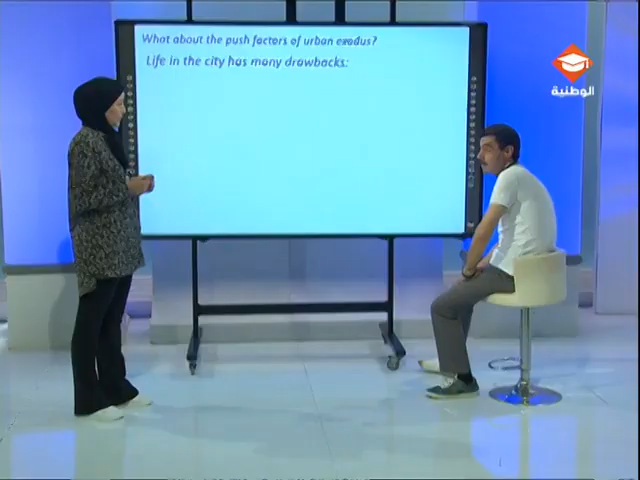 What about the push factors of urban exodus?
Life in the city has many drawbacks:
الوطنية